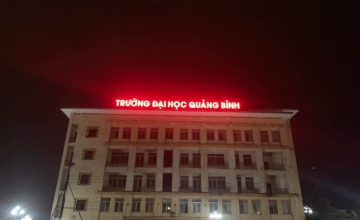 TRƯỜNG ĐẠI HỌC QUẢNG BÌNH